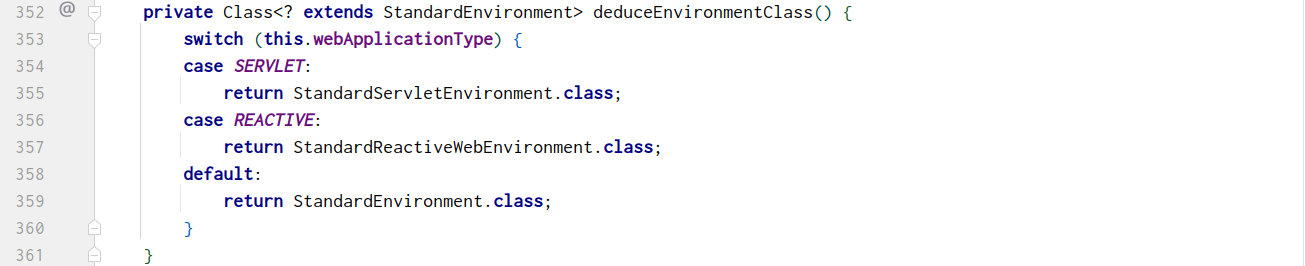 352 @ private Class<? extends StandardEnvironment> deduceEnvironmentClass() {
353 switch (this.webApplicationType) {
354 case SERVLET:
355 return StandardServletEnvironment.class;
356 case REACTIVE:
357 return StandardReactiveWebEnvironment.class;
358 default:
359 return StandardEnvironment.class;
360 }
361 }